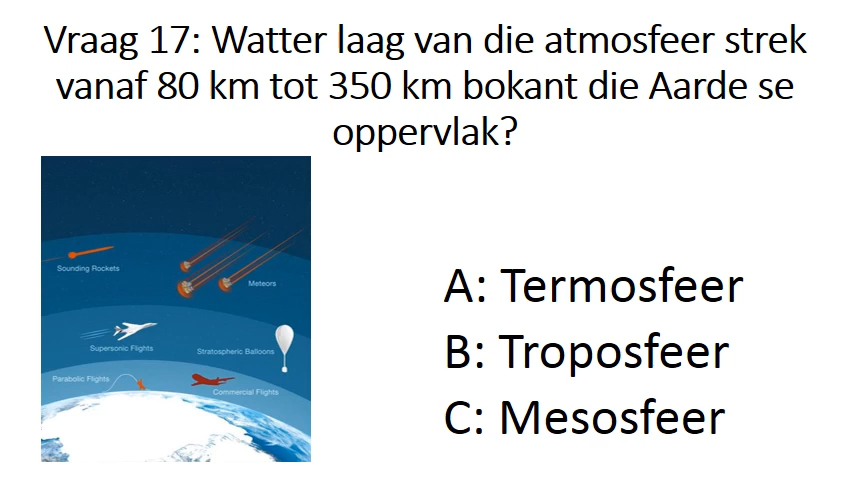 Vraag 17: Watter laag van die atmosfeer strek
vanaf 80 km tot 350 km bokant die Aarde se
oppervlak?
Sounding Rockets
Meteors
Supersonic Flights
Stratospheric Balloons
Parabolic Flights
Commercial Flights
A: Termosfeer
B: Troposfeer
C: Mesosfeer